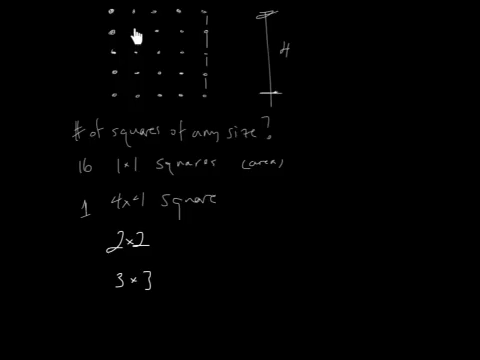 4
# of squares of any size?
16 1×1 squares (area)
1 4×4 square
2×2
3×3